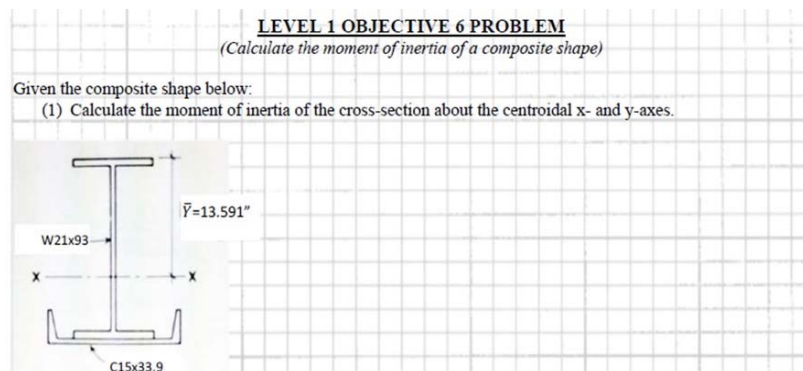 LEVEL 1 OBJECTIVE 6 PROBLEM
(Calculate the moment of inertia of a composite shape)
Given the composite shape below:
(1) Calculate the moment of inertia of the cross-section about the centroidal x- and y-axes.
Ȳ=13.591"
W21x93
X X
C15x33.9